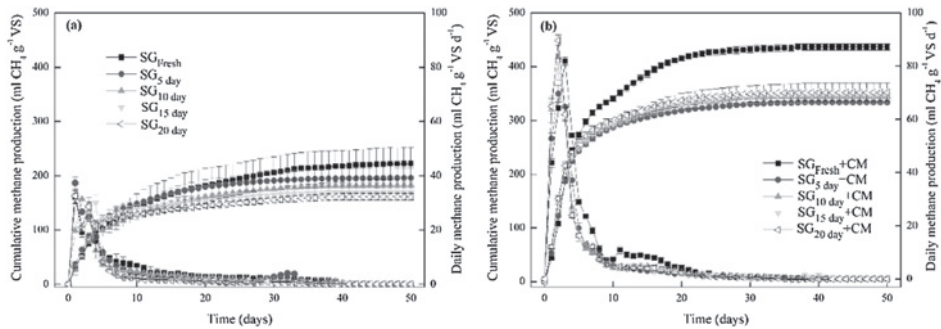 (a)
Cumulative methane production (ml CH4 g-1 VS)
500
400
300
200
100
0
SGFresh
SG5 day
SG10 day
SG15 day
SG20 day
100
80
60
40
20
0
Daily methane production (ml CH4 g-1 VS d-1)
0 10 20 30 40 50
Time (days)
(b)
Cumulative methane production (ml CH4 g-1 VS)
500
400
300
200
100
0
SGFresh+CM
SG5 day−CM
SG10 day+CM
SG15 day+CM
SG20 day+CM
100
80
60
40
20
0
Daily methane production (ml CH4 g-1 VS d-1)
0 10 20 30 40 50
Time (days)